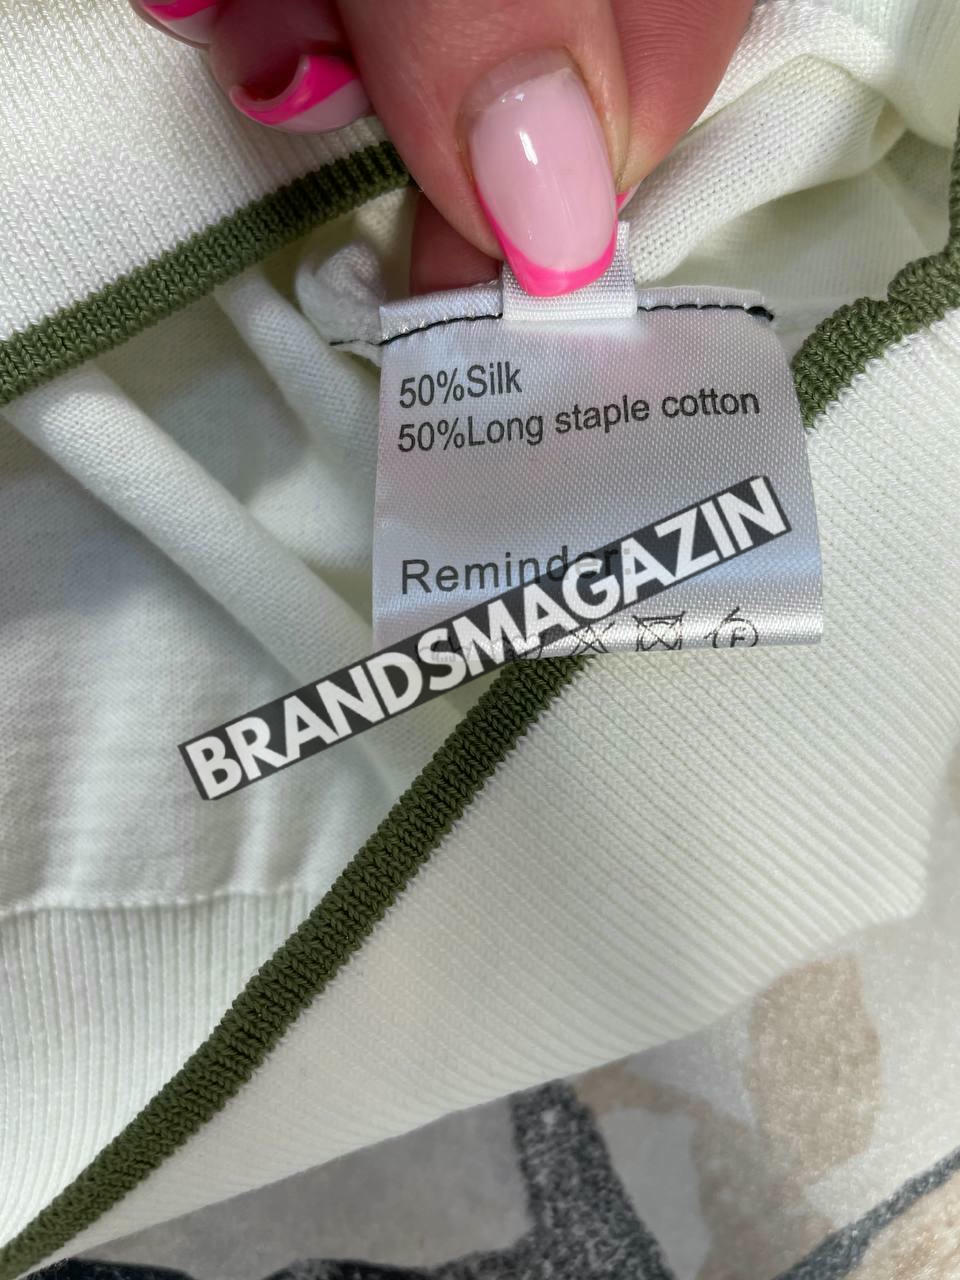 50%Silk
50%Long staple cotton
Reminder:
BRANDSMAGAZIN
F